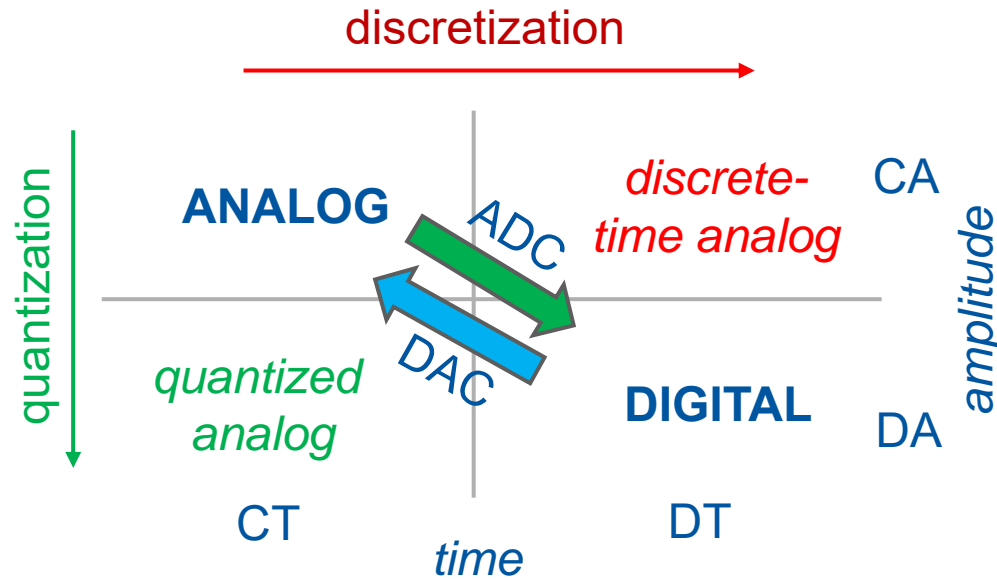 discretization
quantization
ANALOG
ADC
discrete-
time analog
CA
amplitude
DAC
quantized
analog
DIGITAL
DA
CT
time
DT